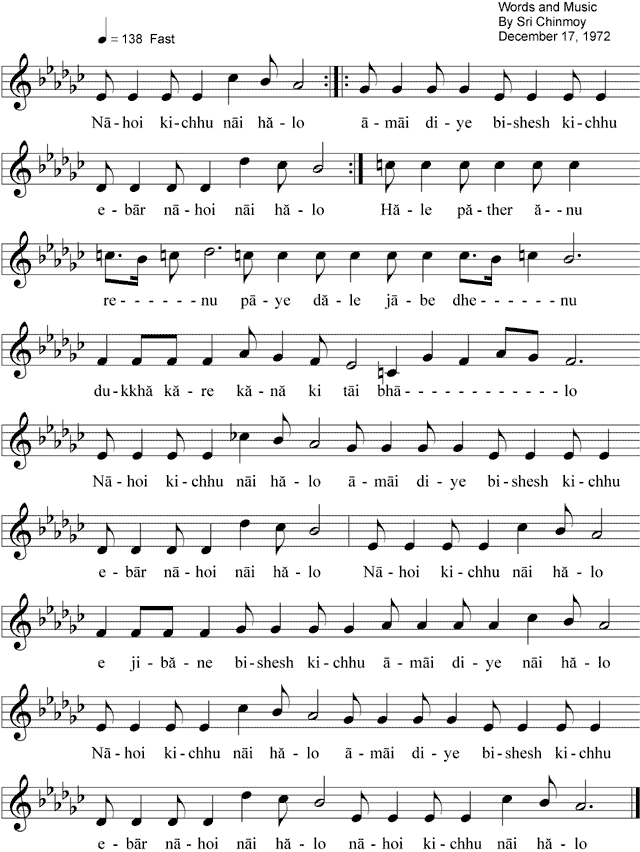 Words and Music
By Sri Chinmoy
December 17, 1972
= 138 Fast
Nā-hoi ki-chhu nāi hă-lo ā-māi di-ye bi-shesh ki-chhu
e-bār nā-hoi nāi hă-lo Hă-le pă-ther ă-nu
re------nu pā-ye dă-le jā-be dhe-----nu
du-kkhă kă-re kă-nă ki tāi bhā-------------lo
Nā-hoi ki-chhu nāi hă-lo ā-māi di-ye bi-shesh ki-chhu
e-bār nā-hoi nāi hă-lo Nā-hoi ki-chhu nāi hă-lo
e ji-bă-ne bi-shesh ki-chhu ā-māi di-ye nāi hă-lo
Nā-hoi ki-chhu nāi hă-lo ā-māi di-ye bi-shesh ki-chhu
e-bār nā-hoi nāi hă-lo nā-hoi ki-chhu nāi hă-lo